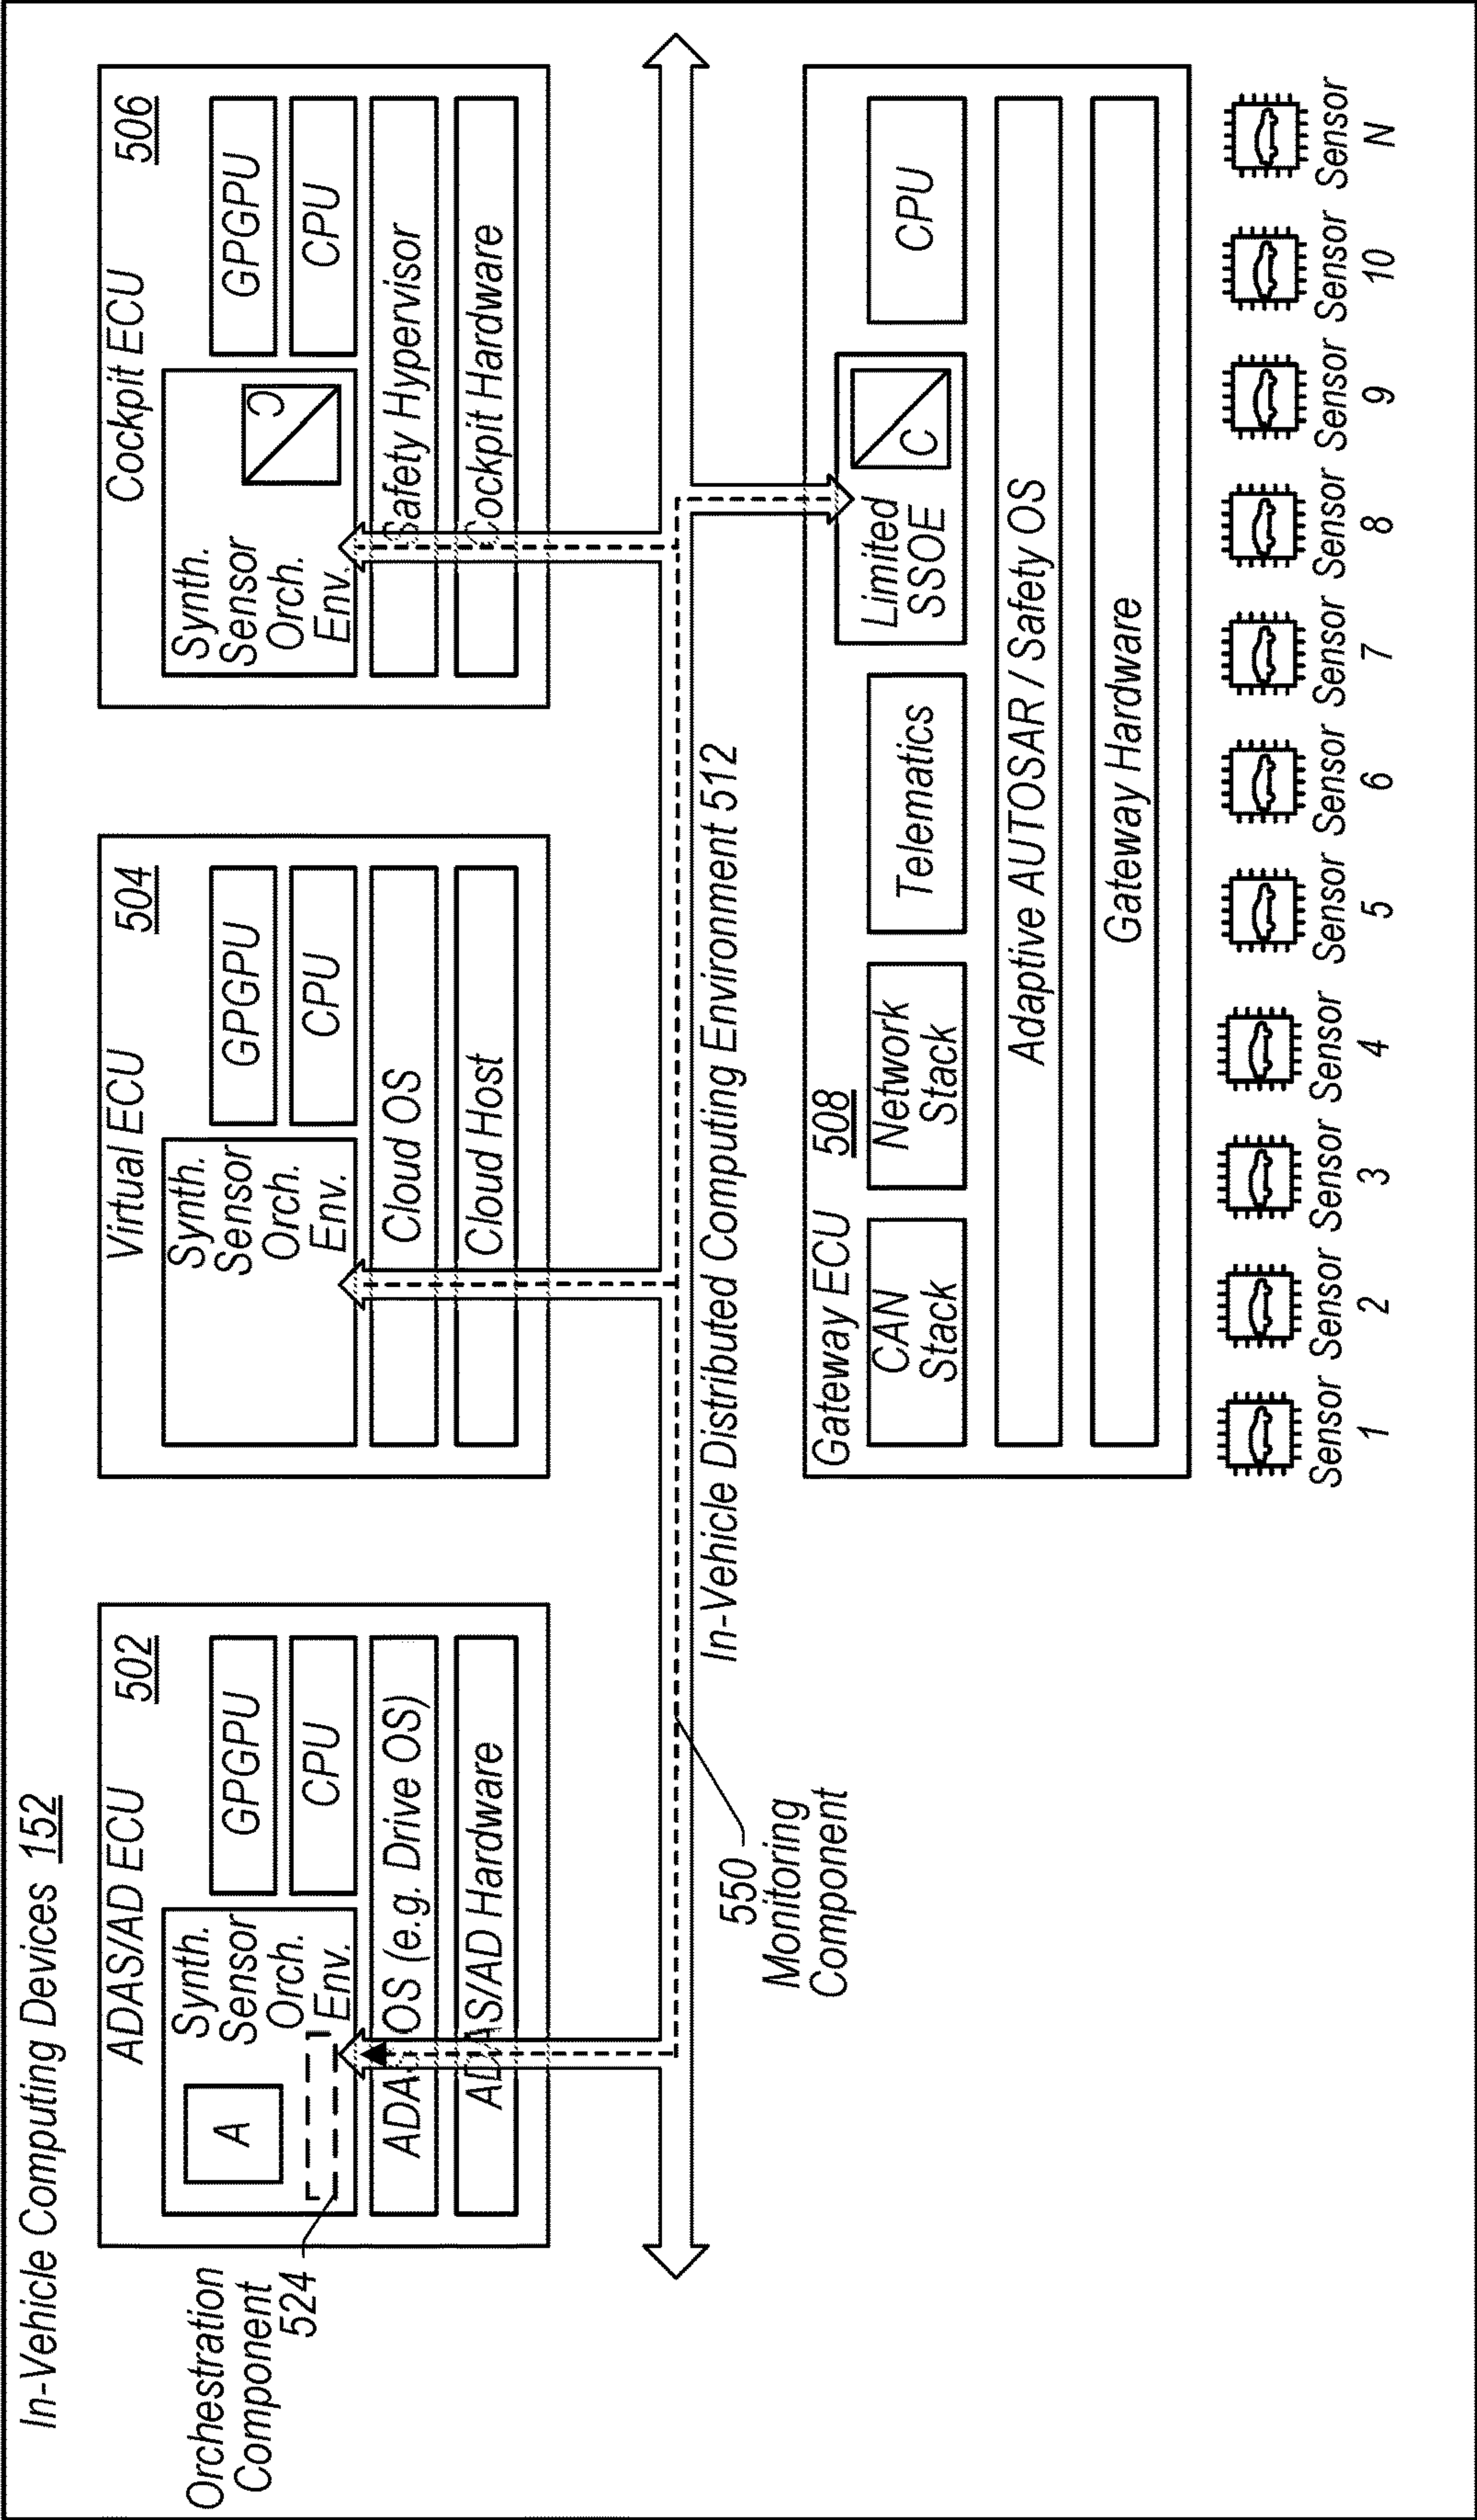 In-Vehicle Computing Devices 152
ADAS/AD ECU
502
A
Synth.
Sensor
Orch.
Env.
GPGPU
CPU
ADAS OS (e.g. Drive OS)
ADAS/AD Hardware
Orchestration
Component
524
Virtual ECU
504
Synth.
Sensor
Orch.
Env.
GPGPU
CPU
Cloud OS
Cloud Host
Cockpit ECU
506
Synth.
Sensor
Orch.
Env.
C
GPGPU
CPU
Safety Hypervisor
Cockpit Hardware
550
Monitoring
Component
In-Vehicle Distributed Computing Environment 512
Gateway ECU
508
CAN
Stack
Network
Stack
Telematics
Limited
SSOE
C
CPU
Adaptive AUTOSAR / Safety OS
Gateway Hardware
Sensor Sensor Sensor Sensor Sensor Sensor Sensor Sensor Sensor Sensor Sensor
1 2 3 4 5 6 7 8 9 10 N